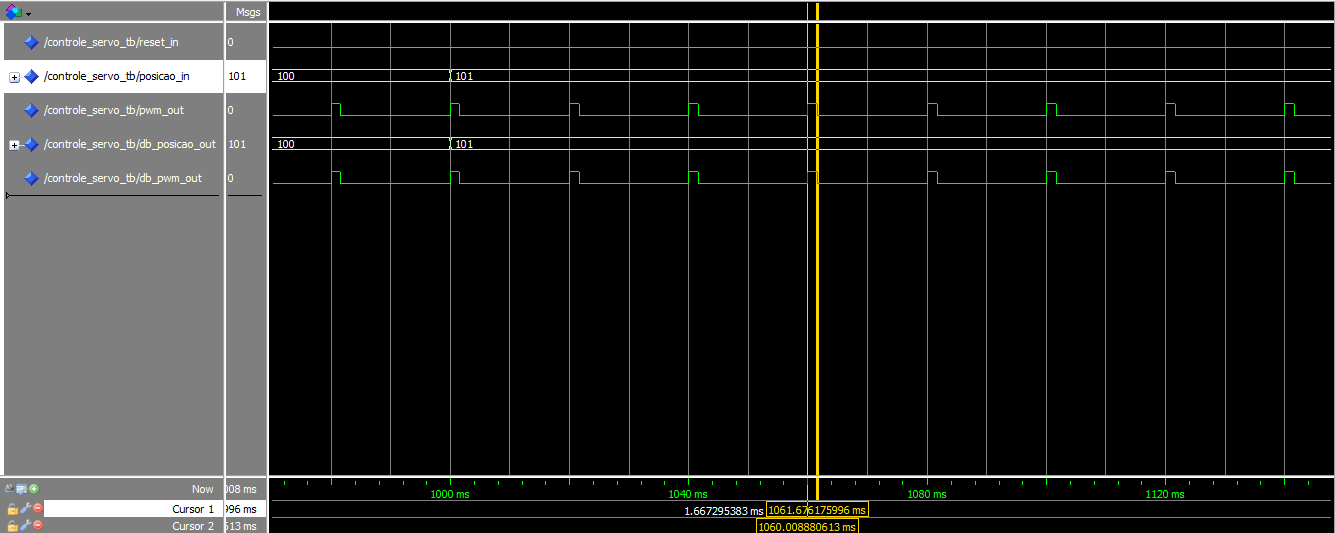 Msgs
/controle_servo_tb/reset_in 0
/controle_servo_tb/posicao_in 101 100 101
/controle_servo_tb/pwm_out 0
/controle_servo_tb/db_posicao_out 101 100 101
/controle_servo_tb/db_pwm_out 0
Now 008 ms 1000 ms 1040 ms 1080 ms 1120 ms
Cursor 1 996 ms 1.667295383 ms 1061.676175996 ms
Cursor 2 613 ms 1060.008880613 ms